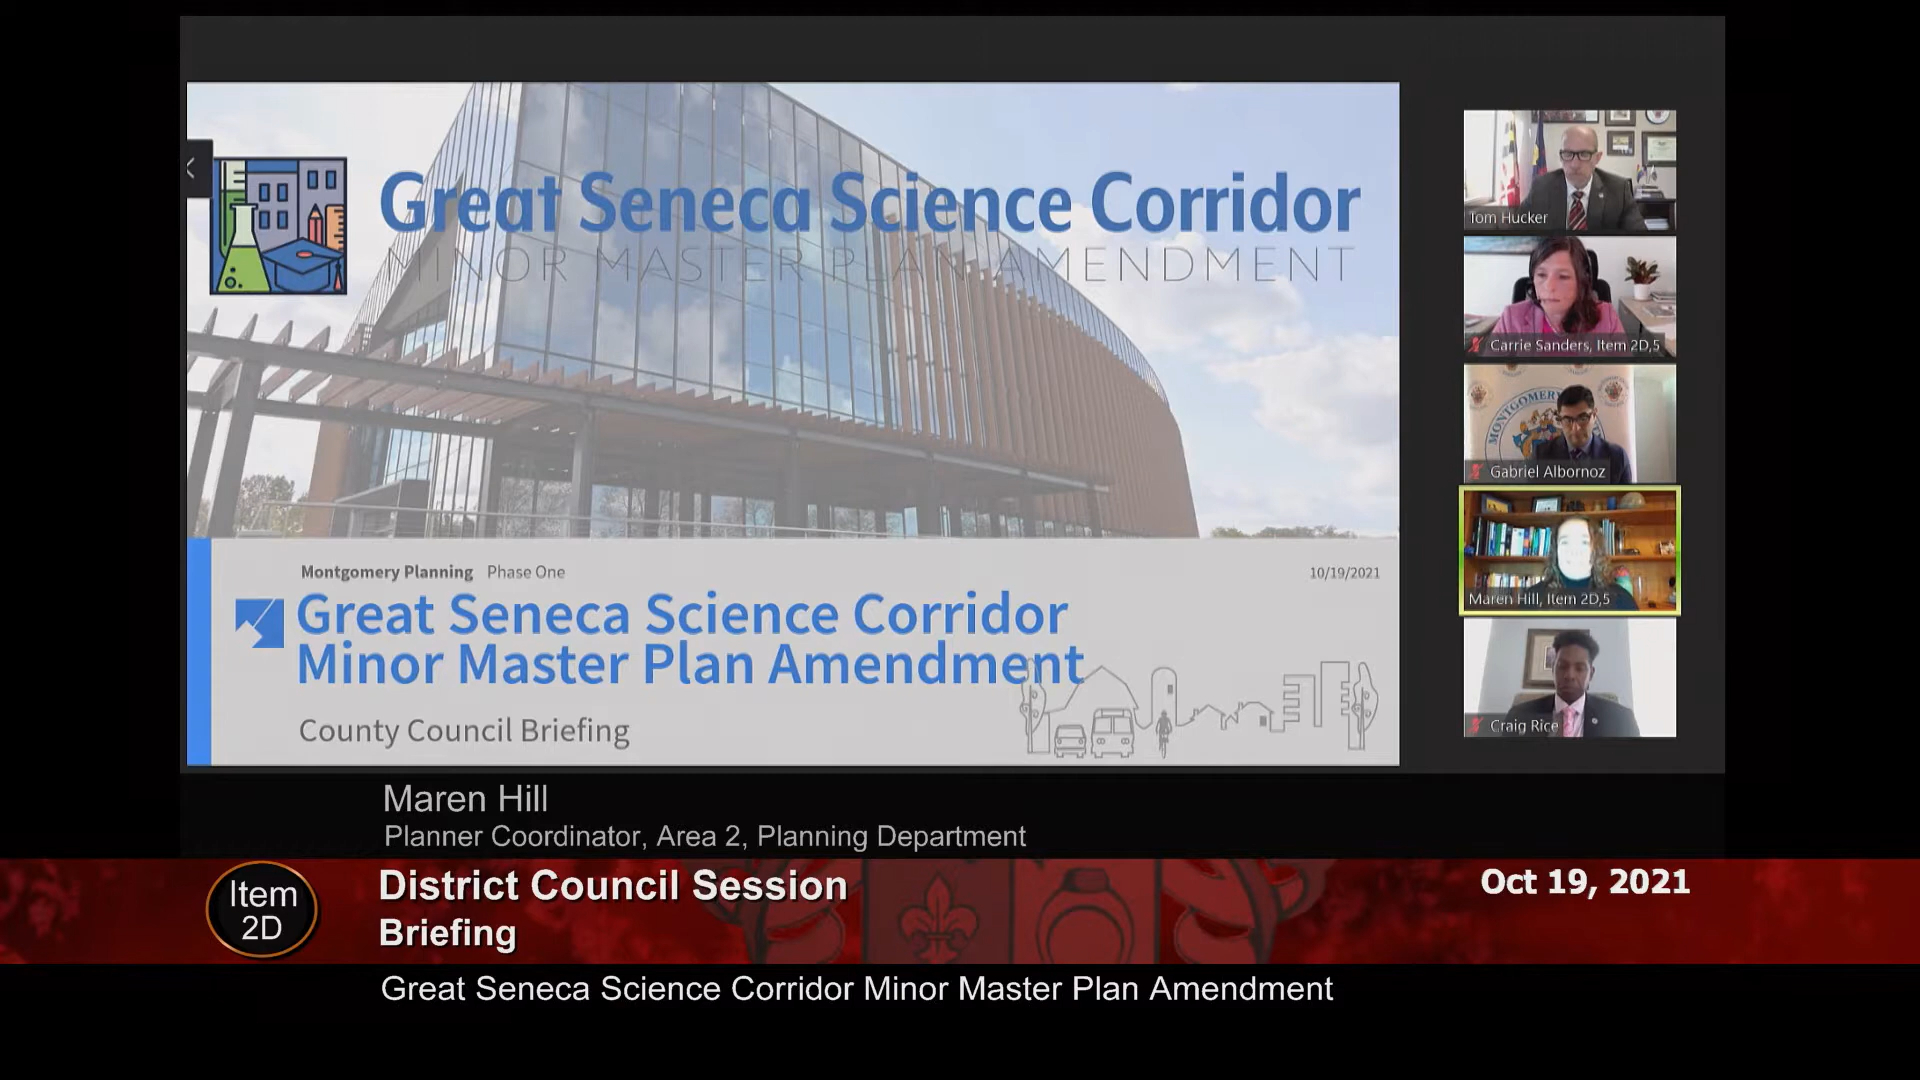 Great Seneca Science Corridor
MINOR MASTER PLAN AMENDMENT
Montgomery Planning Phase One
10/19/2021
Great Seneca Science Corridor
Minor Master Plan Amendment
County Council Briefing
Tom Hucker
Carrie Sanders, Item 2D,5
MONTGOMERY
Gabriel Albornoz
Maren Hill, Item 2D,5
Craig Rice
Maren Hill
Planner Coordinator, Area 2, Planning Department
Item
2D
District Council Session
Briefing
Oct 19, 2021
Great Seneca Science Corridor Minor Master Plan Amendment